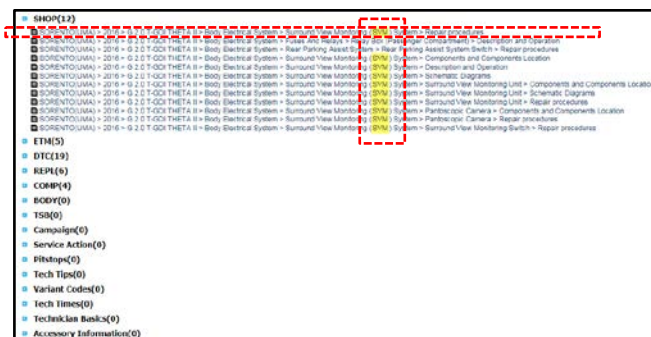 SHOP(12)
SORENTO(UMA) > 2016 > G 2.0 T-GDI THETA II > Body Electrical System > Surround View Monitoring (SVM) System > Repair procedures
SORENTO(UMA) > 2016 > G 2.0 T-GDI THETA II > Body Electrical System > Fuses And Relays > Relay Box (Passenger Compartment) > Description and Operation
SORENTO(UMA) > 2016 > G 2.0 T-GDI THETA II > Body Electrical System > Rear Parking Assist System > Rear Parking Assist System Switch > Repair procedures
SORENTO(UMA) > 2016 > G 2.0 T-GDI THETA II > Body Electrical System > Surround View Monitoring (SVM) System > Components and Components Location
SORENTO(UMA) > 2016 > G 2.0 T-GDI THETA II > Body Electrical System > Surround View Monitoring (SVM) System > Description and Operation
SORENTO(UMA) > 2016 > G 2.0 T-GDI THETA II > Body Electrical System > Surround View Monitoring (SVM) System > Schematic Diagrams
SORENTO(UMA) > 2016 > G 2.0 T-GDI THETA II > Body Electrical System > Surround View Monitoring (SVM) System > Surround View Monitoring Unit > Components and Components Locatio
SORENTO(UMA) > 2016 > G 2.0 T-GDI THETA II > Body Electrical System > Surround View Monitoring (SVM) System > Surround View Monitoring Unit > Schematic Diagrams
SORENTO(UMA) > 2016 > G 2.0 T-GDI THETA II > Body Electrical System > Surround View Monitoring (SVM) System > Surround View Monitoring Unit > Repair procedures
SORENTO(UMA) > 2016 > G 2.0 T-GDI THETA II > Body Electrical System > Surround View Monitoring (SVM) System > Pantoscopic Camera > Components and Components Location
SORENTO(UMA) > 2016 > G 2.0 T-GDI THETA II > Body Electrical System > Surround View Monitoring (SVM) System > Pantoscopic Camera > Repair procedures
SORENTO(UMA) > 2016 > G 2.0 T-GDI THETA II > Body Electrical System > Surround View Monitoring (SVM) System > Surround View Monitoring Switch > Repair procedures
ETM(5)
DTC(19)
REPL(6)
COMP(4)
BODY(0)
TSB(0)
Campaign(0)
Service Action(0)
Pitstops(0)
Tech Tips(0)
Variant Codes(0)
Tech Times(0)
Technician Basics(0)
Accessory Information(0)